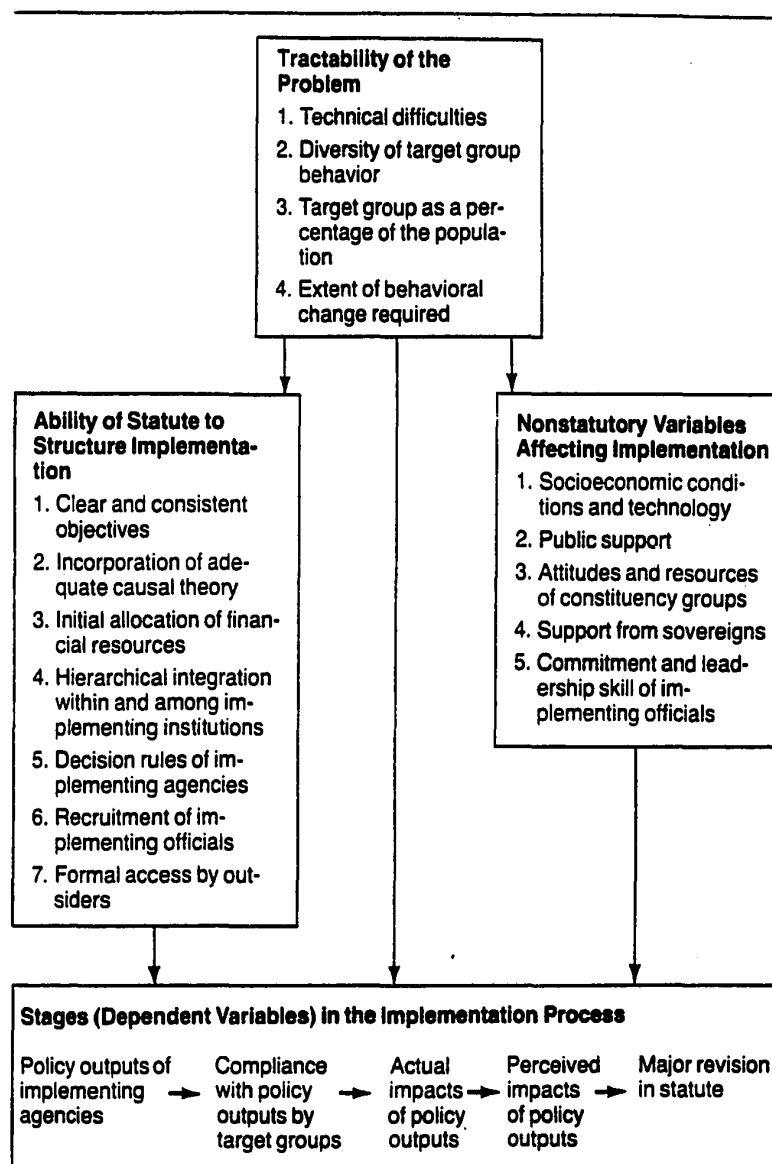 Tractability of the
Problem
1. Technical difficulties
2. Diversity of target group
behavior
3. Target group as a per-
centage of the popula-
tion
4. Extent of behavioral
change required
Ability of Statute to
Structure Implementa-
tion
1. Clear and consistent
objectives
2. Incorporation of ade-
quate causal theory
3. Initial allocation of finan-
cial resources
4. Hierarchical integration
within and among im-
plementing institutions
5. Decision rules of im-
plementing agencies
6. Recruitment of im-
plementing officials
7. Formal access by out-
siders
Nonstatutory Variables
Affecting Implementation
1. Socioeconomic condi-
tions and technology
2. Public support
3. Attitudes and resources
of constituency groups
4. Support from sovereigns
5. Commitment and lead-
ership skill of im-
plementing officials
Stages (Dependent Variables) in the Implementation Process
Policy outputs of
implementing
agencies
Compliance
with policy
outputs by
target groups
Actual
impacts
of policy
outputs
Perceived
impacts
of policy
outputs
Major revision
in statute